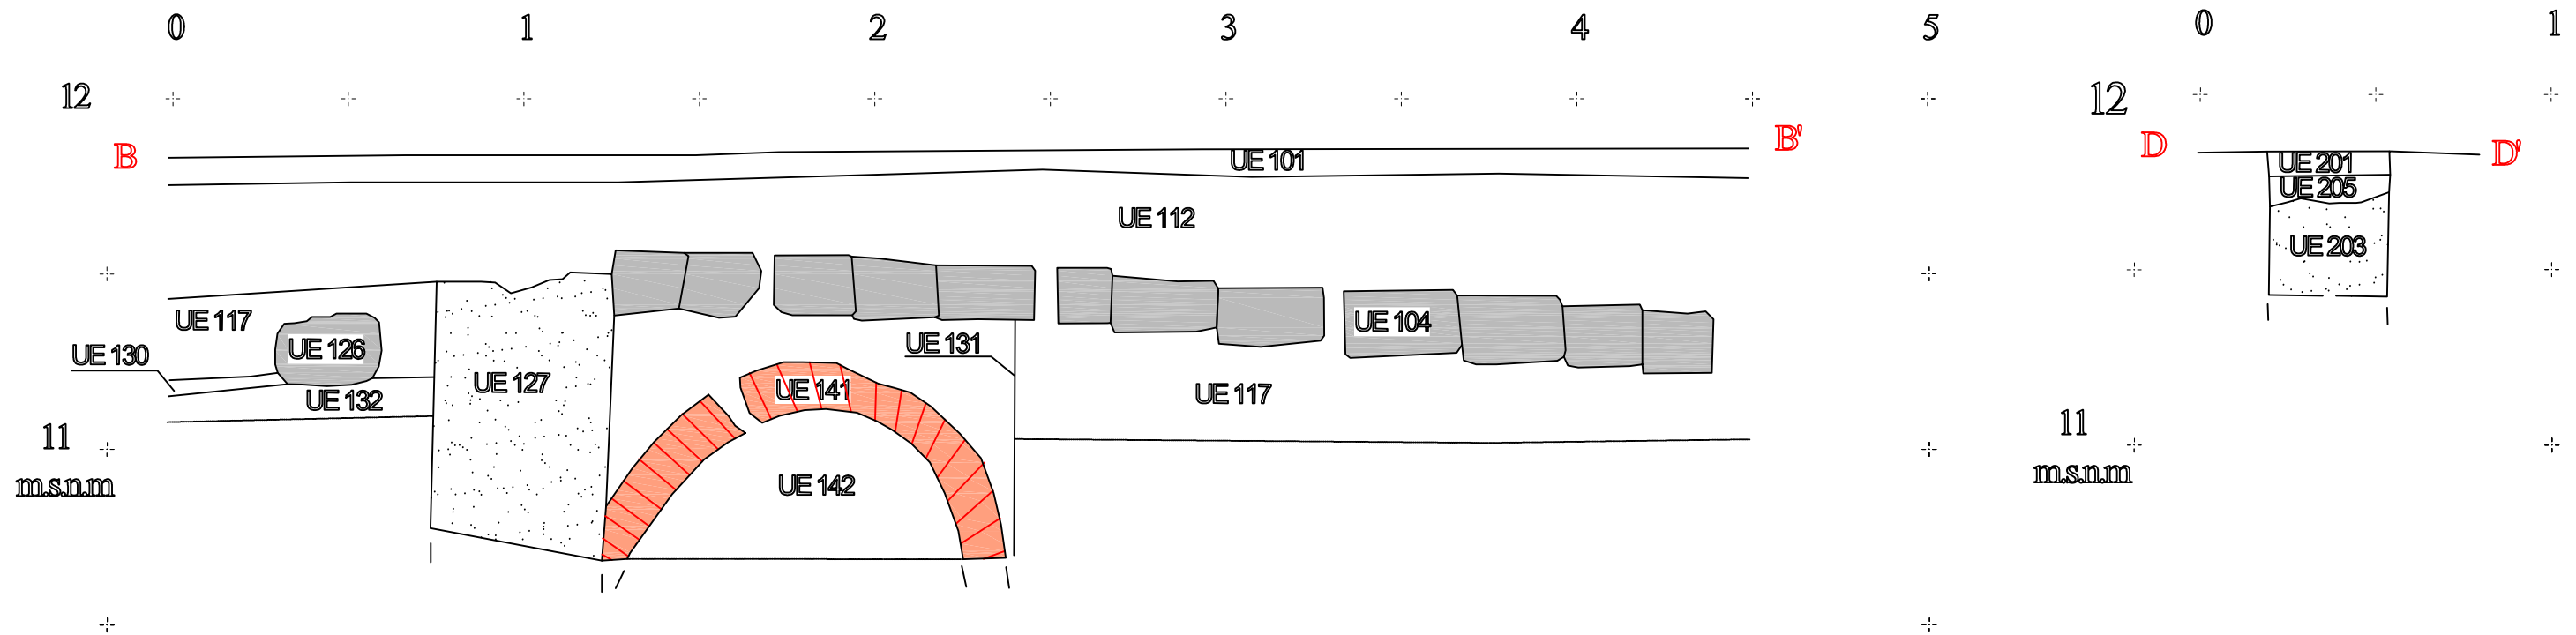 0 1 2 3 4 5 0 1
12 12
B B' D D'
UE 101 UE 201
UE 205
UE 112
UE 203
UE 117 UE 104
UE 126 UE 131
UE 130
UE 127 UE 141 UE 117
UE 132
11 11
m.s.n.m UE 142 m.s.n.m